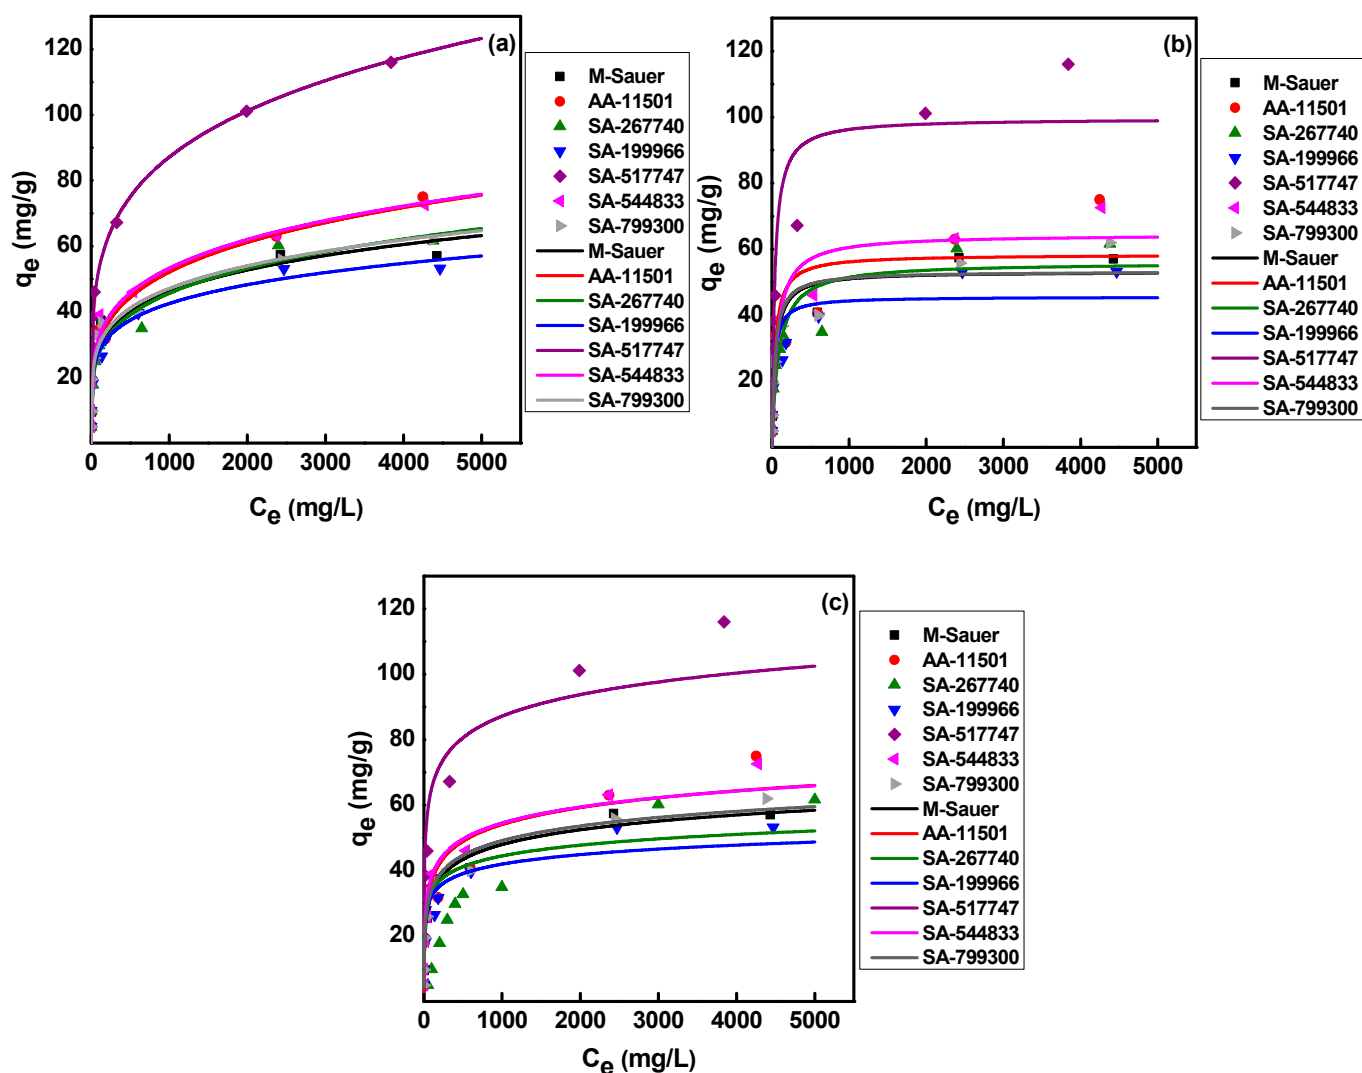 (a)
120
100
80
60
40
20
0 1000 2000 3000 4000 5000
qe (mg/g)
Ce (mg/L)
M-Sauer
AA-11501
SA-267740
SA-199966
SA-517747
SA-544833
SA-799300
M-Sauer
AA-11501
SA-267740
SA-199966
SA-517747
SA-544833
SA-799300
(b)
120
100
80
60
40
20
0 1000 2000 3000 4000 5000
qe (mg/g)
Ce (mg/L)
M-Sauer
AA-11501
SA-267740
SA-199966
SA-517747
SA-544833
SA-799300
M-Sauer
AA-11501
SA-267740
SA-199966
SA-517747
SA-544833
SA-799300
(c)
120
100
80
60
40
20
0 1000 2000 3000 4000 5000
qe (mg/g)
Ce (mg/L)
M-Sauer
AA-11501
SA-267740
SA-199966
SA-517747
SA-544833
SA-799300
M-Sauer
AA-11501
SA-267740
SA-199966
SA-517747
SA-544833
SA-799300